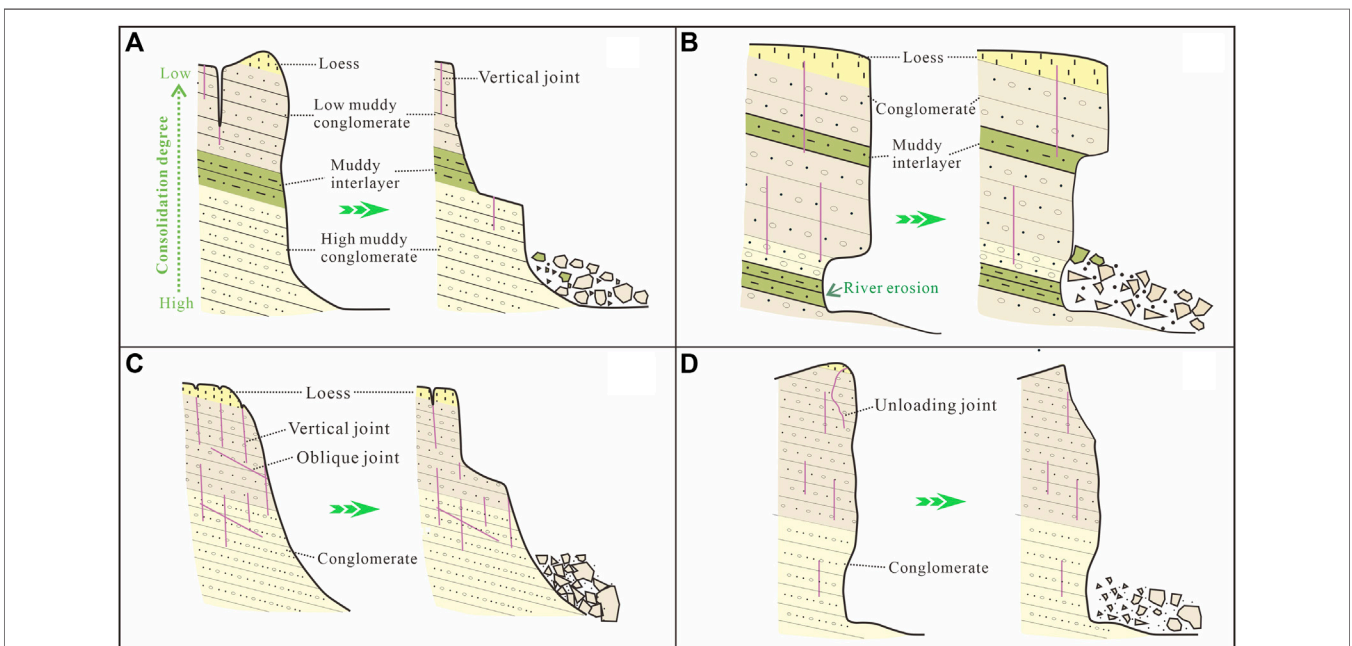 A
Low
Consolidation degree
High
Loess
Low muddy
conglomerate
Muddy
interlayer
High muddy
conglomerate
Vertical joint
B
Loess
Conglomerate
Muddy
interlayer
River erosion
C
Loess
Vertical joint
Oblique joint
Conglomerate
D
Unloading joint
Conglomerate